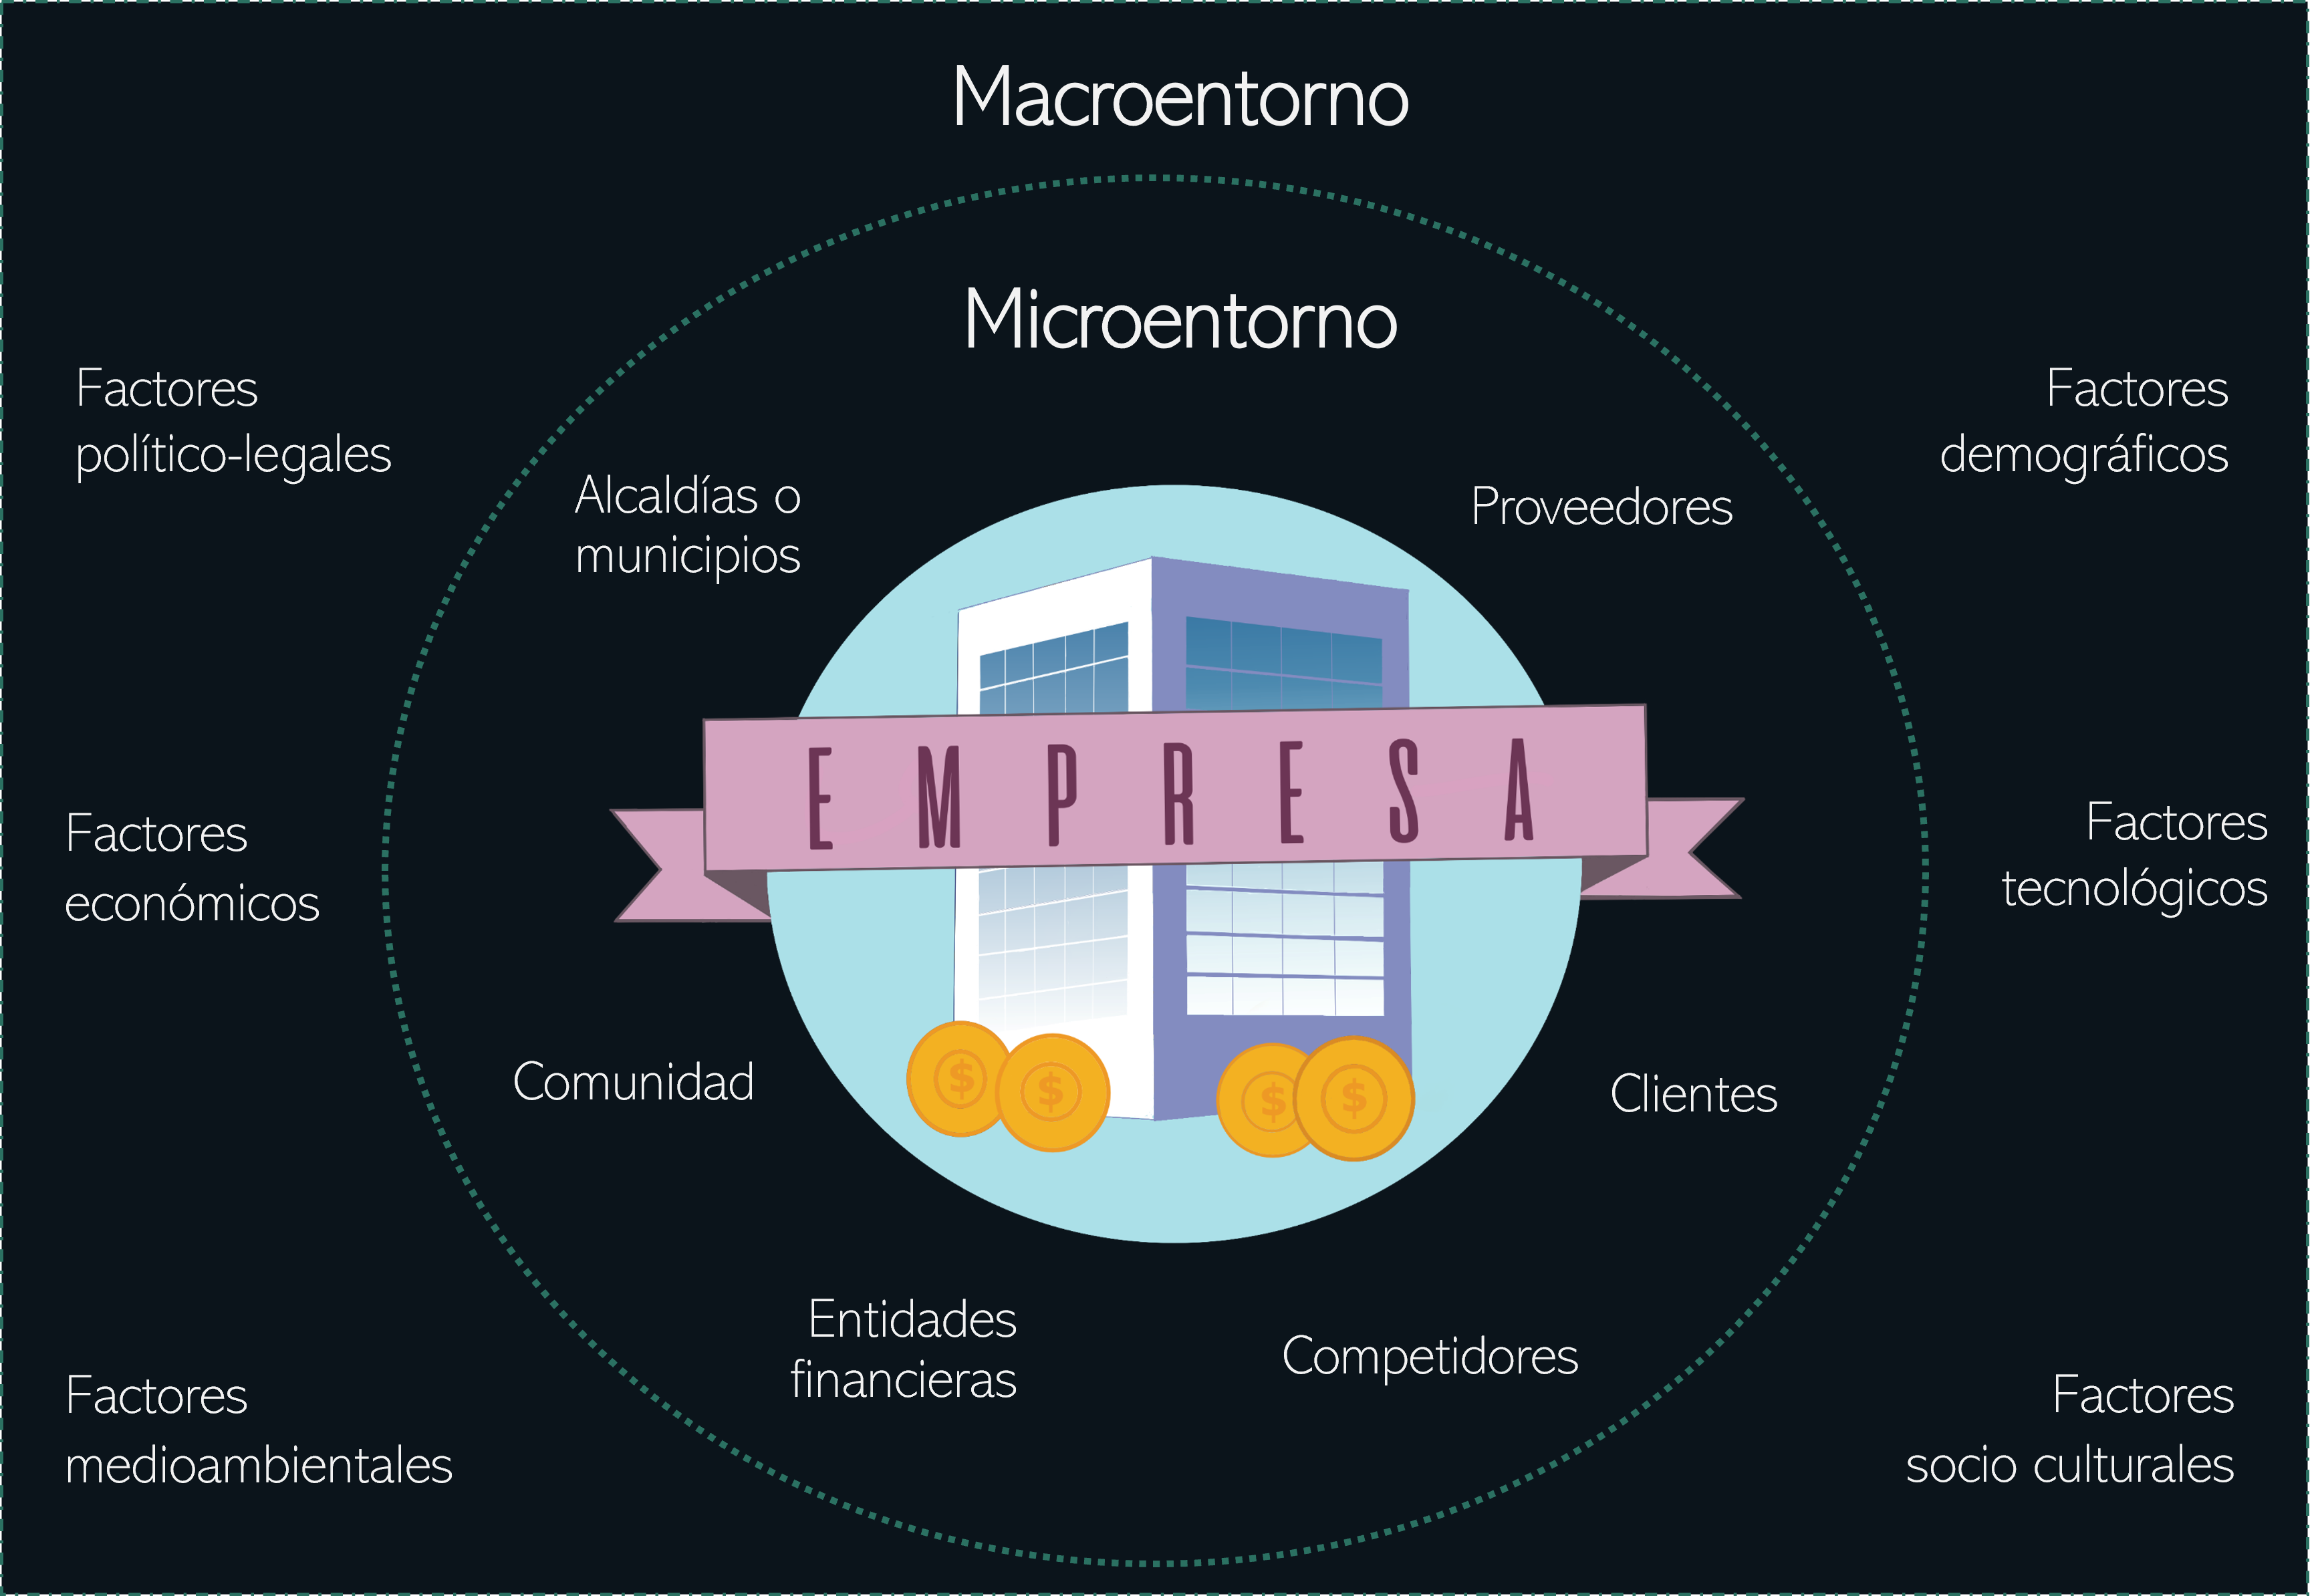 Macroentorno
Microentorno
Factores
político-legales
Factores
demográficos
Alcaldías o
municipios
Proveedores
EMPRESA
Factores
económicos
Factores
tecnológicos
Comunidad
$
$
$
$
Clientes
Entidades
financieras
Competidores
Factores
medioambientales
Factores
socio culturales